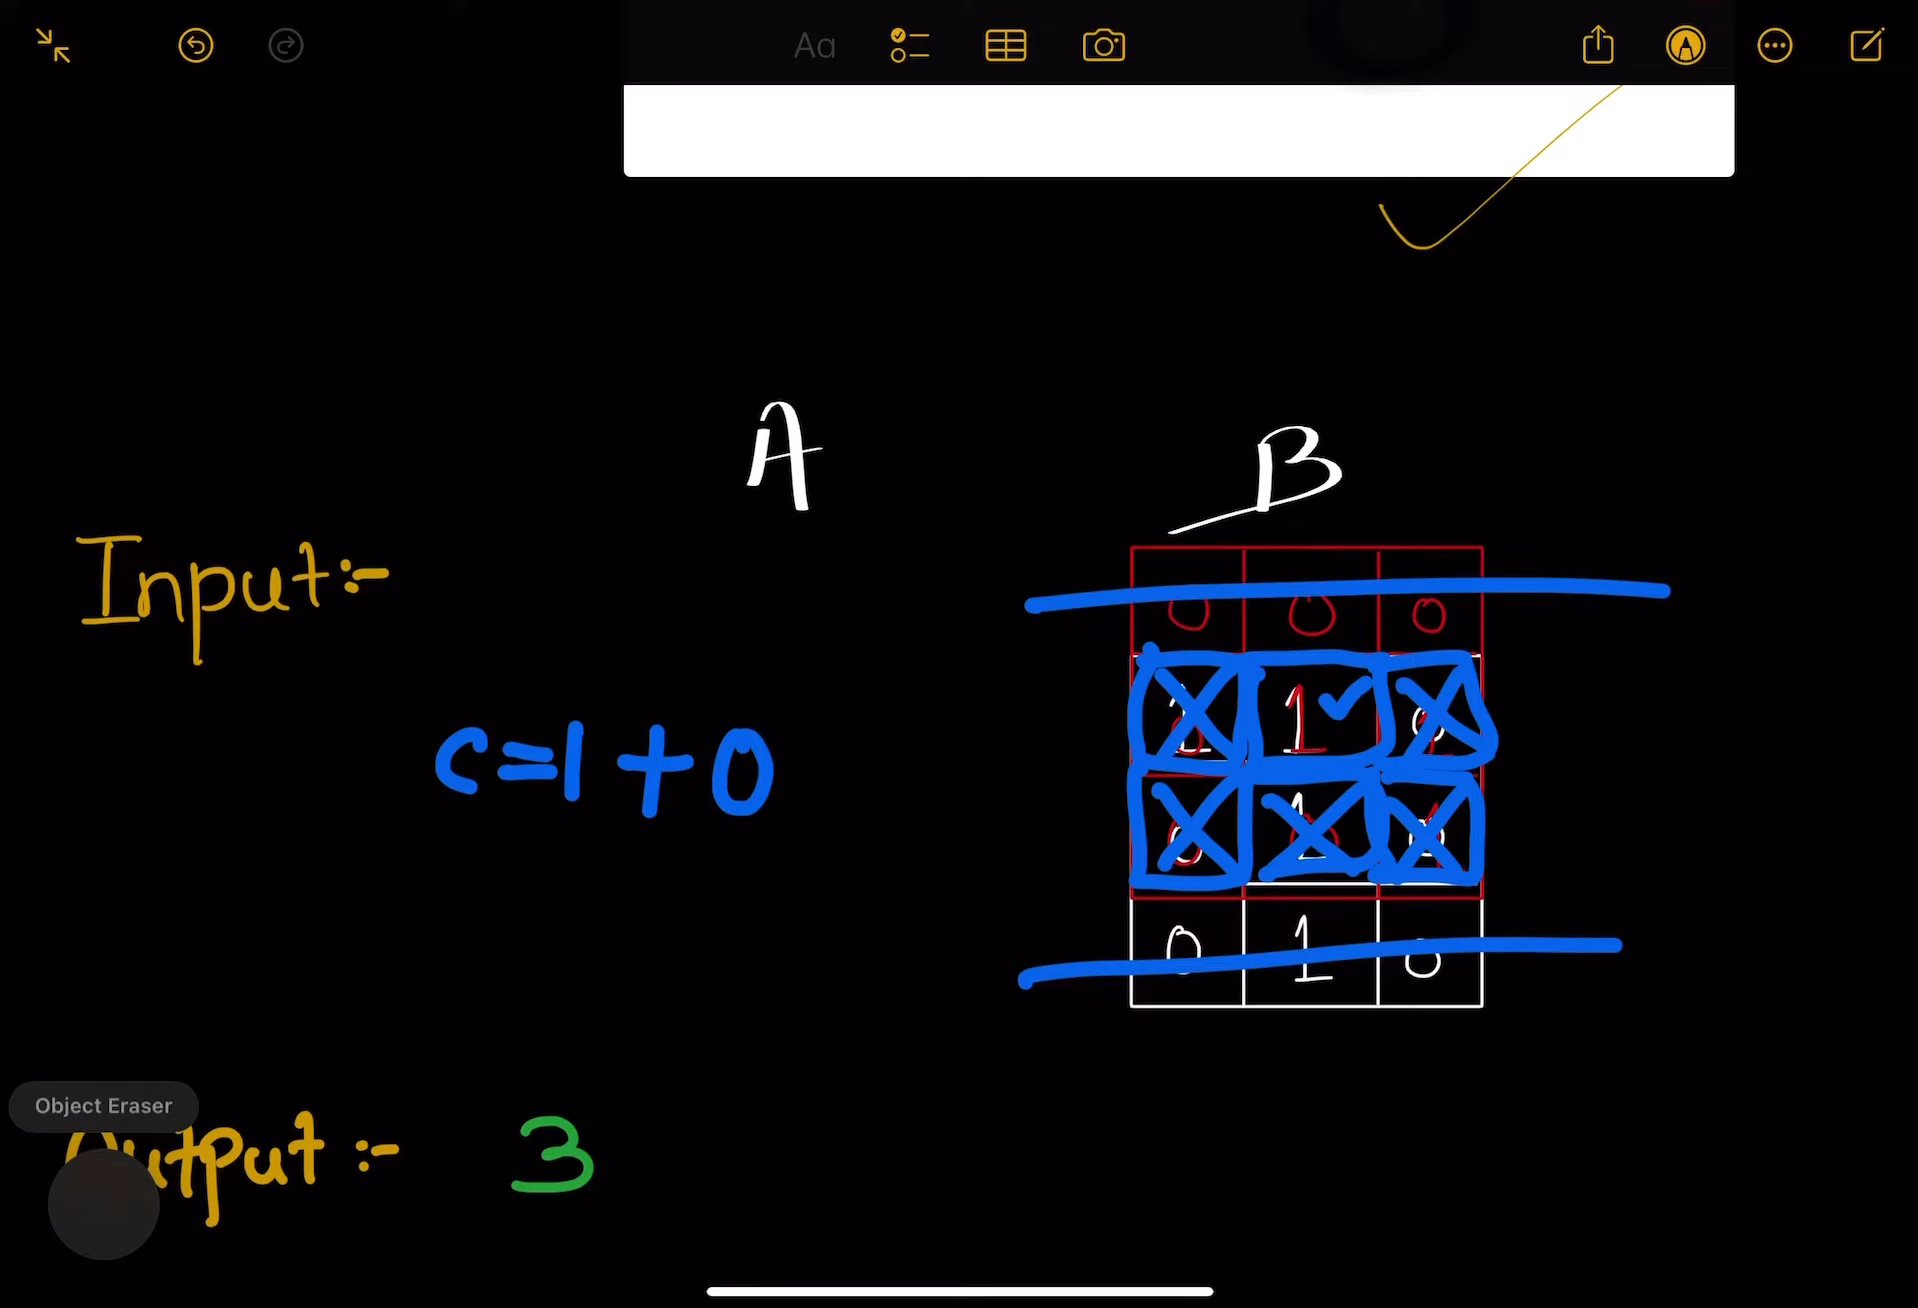 Aa
A B
Input:-
0 0 0
1
c=1+0
0 1 0
Object Eraser
Output:- 3